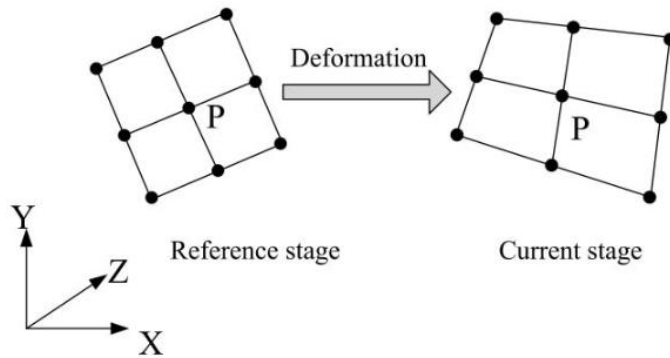 Deformation
P
P
Reference stage
Current stage
Y
Z
X